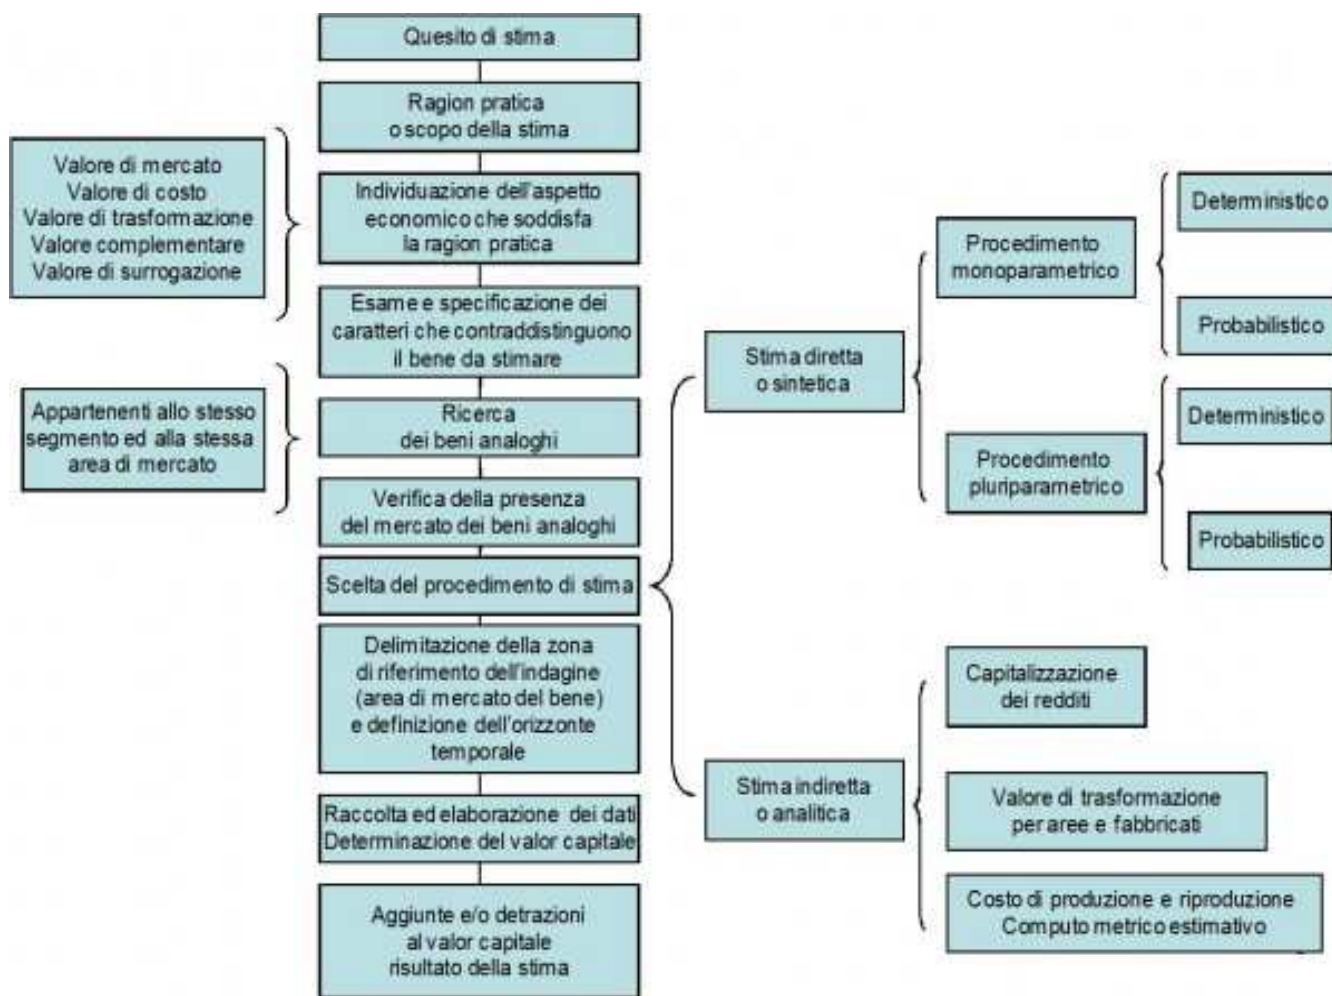 Quesito di stima
Ragion pratica
o scopo della stima
Valore di mercato
Valore di costo
Valore di trasformazione
Valore complementare
Valore di surrogazione
Individuazione dell'aspetto
economico che soddisfa
la ragion pratica
Esame e specificazione dei
caratteri che contraddistinguono
il bene da stimare
Appartenenti allo stesso
segmento ed alla stessa
area di mercato
Ricerca
dei beni analoghi
Verifica della presenza
del mercato dei beni analoghi
Scelta del procedimento di stima
Delimitazione della zona
di riferimento dell'indagine
(area di mercato del bene)
e definizione dell'orizzonte
temporale
Raccolta ed elaborazione dei dati
Determinazione del valor capitale
Aggiunte e/o detrazioni
al valor capitale
risultato della stima
Stima diretta
o sintetica
Procedimento
monoparametrico
Deterministico
Probabilistico
Procedimento
pluriparametrico
Deterministico
Probabilistico
Stima indiretta
o analitica
Capitalizzazione
dei redditi
Valore di trasformazione
per aree e fabbricati
Costo di produzione e riproduzione
Computo metrico estimativo